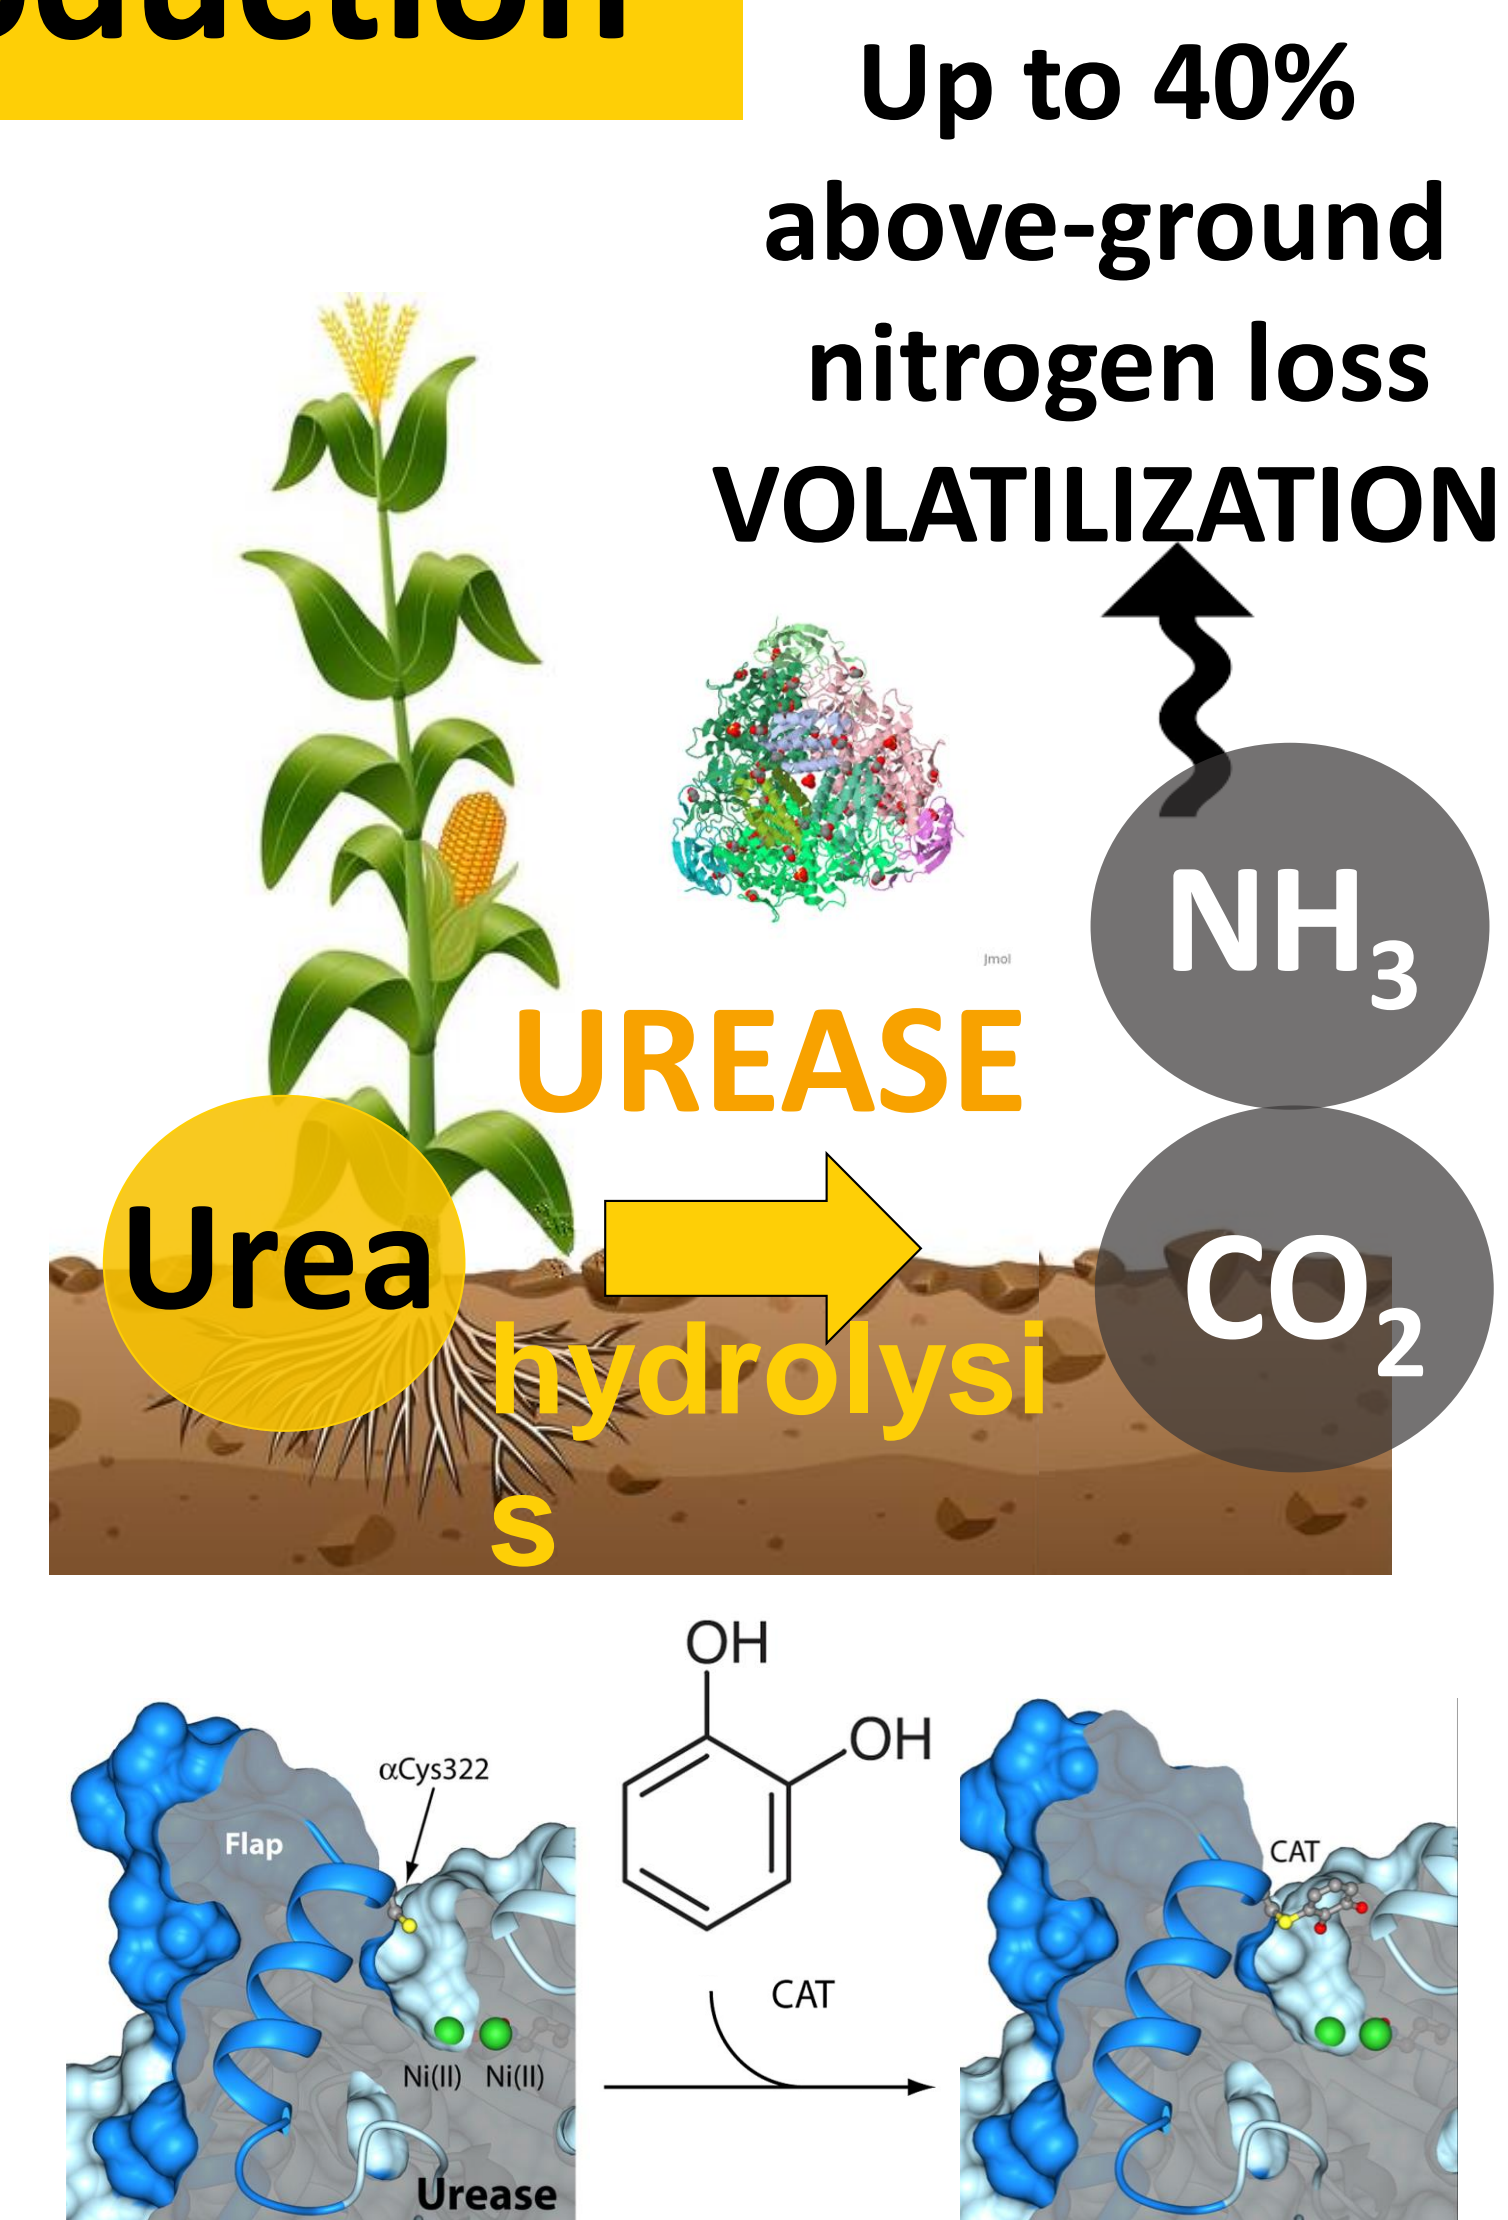 Up to 40%
above-ground
nitrogen loss
VOLATILIZATION
Jmol
NH₃
UREASE
Urea
CO₂
hydrolysi
s
OH
OH
αCys322
Flap
CAT
CAT
Ni(II) Ni(II)
Urease